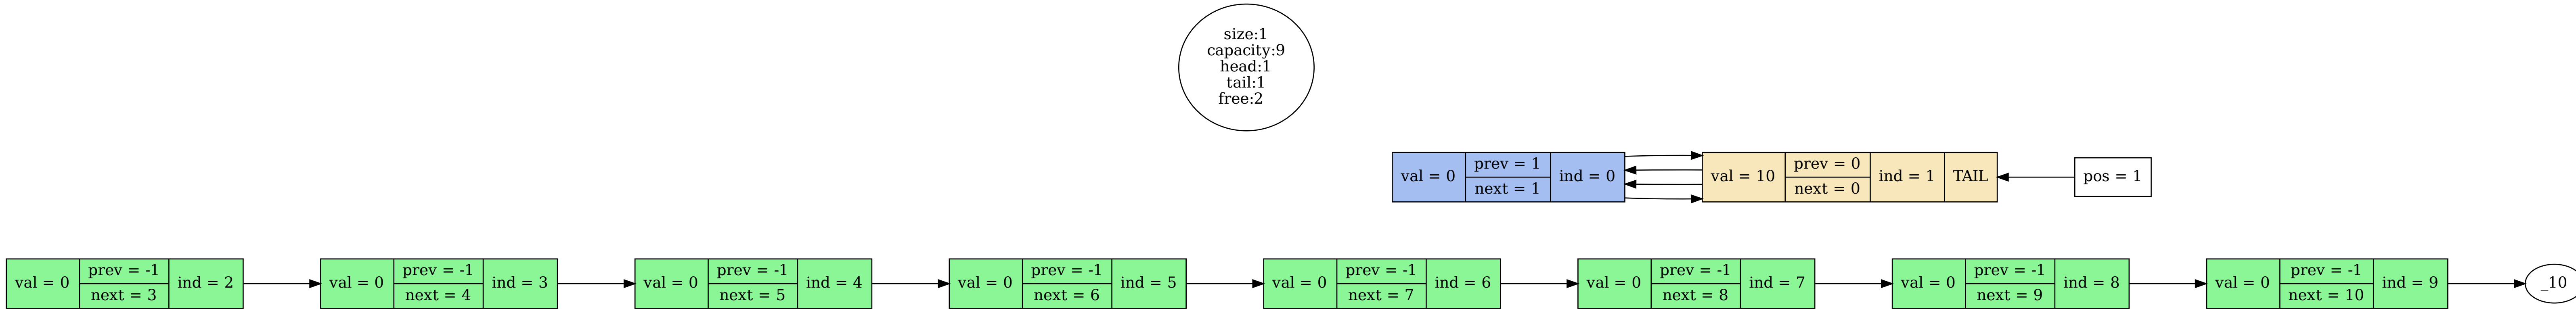 size:1
capacity:9
head:1
tail:1
free:2
val = 0
prev = 1
next = 1
ind = 0
val = 10
prev = 0
next = 0
ind = 1
TAIL
pos = 1
val = 0
prev = -1
next = 3
ind = 2
val = 0
prev = -1
next = 4
ind = 3
val = 0
prev = -1
next = 5
ind = 4
val = 0
prev = -1
next = 6
ind = 5
val = 0
prev = -1
next = 7
ind = 6
val = 0
prev = -1
next = 8
ind = 7
val = 0
prev = -1
next = 9
ind = 8
val = 0
prev = -1
next = 10
ind = 9
_10